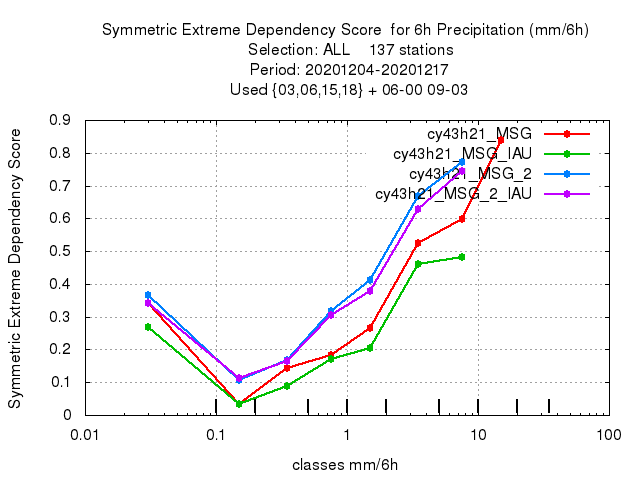 Symmetric Extreme Dependency Score for 6h Precipitation (mm/6h)
Selection: ALL 137 stations
Period: 20201204-20201217
Used {03,06,15,18} + 06-00 09-03
Symmetric Extreme Dependency Score
0.9
0.8
0.7
0.6
0.5
0.4
0.3
0.2
0.1
0
cy43h21_MSG
cy43h21_MSG_IAU
cy43h21_MSG_2
cy43h21_MSG_2_IAU
0.01 0.1 1 10 100
classes mm/6h